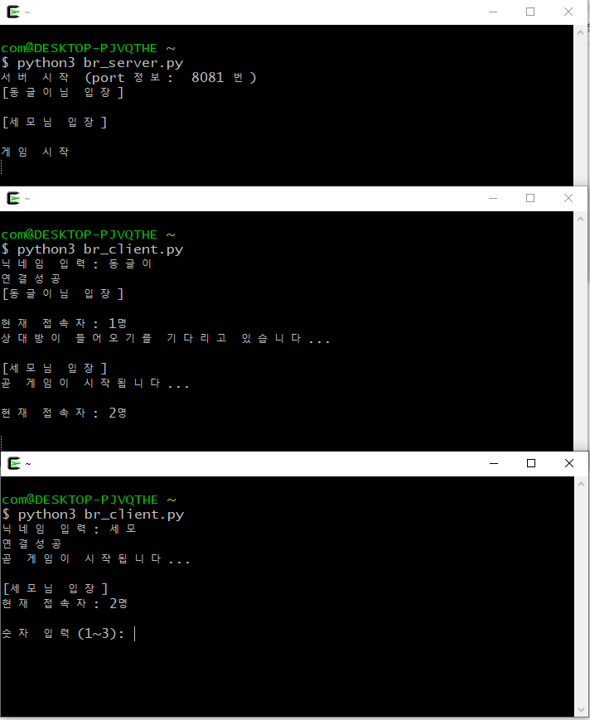 ~
com@DESKTOP-PJVQTHE ~
$ python3 br_server.py
서버 시작 (port 정보: 8081 번)
[동글이님 입장]
[세모님 입장]
게임 시작
~
com@DESKTOP-PJVQTHE ~
$ python3 br_client.py
닉네임 입력: 동글이
연결성공
[동글이님 입장]
현재 접속자: 1명
상대방이 들어오기를 기다리고 있습니다...
[세모님 입장]
곧 게임이 시작됩니다...
현재 접속자: 2명
~
com@DESKTOP-PJVQTHE ~
$ python3 br_client.py
닉네임 입력: 세모
연결성공
곧 게임이 시작됩니다...
[세모님 입장]
현재 접속자: 2명
숫자 입력(1~3):